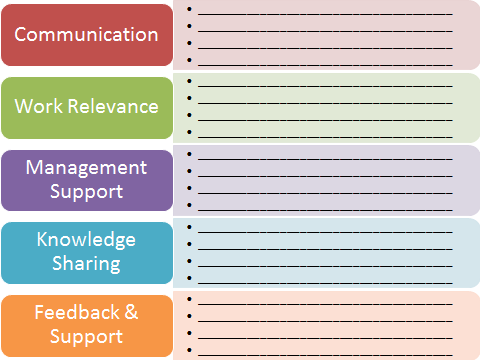 Communication
Work Relevance
Management
Support
Knowledge
Sharing
Feedback &
Support